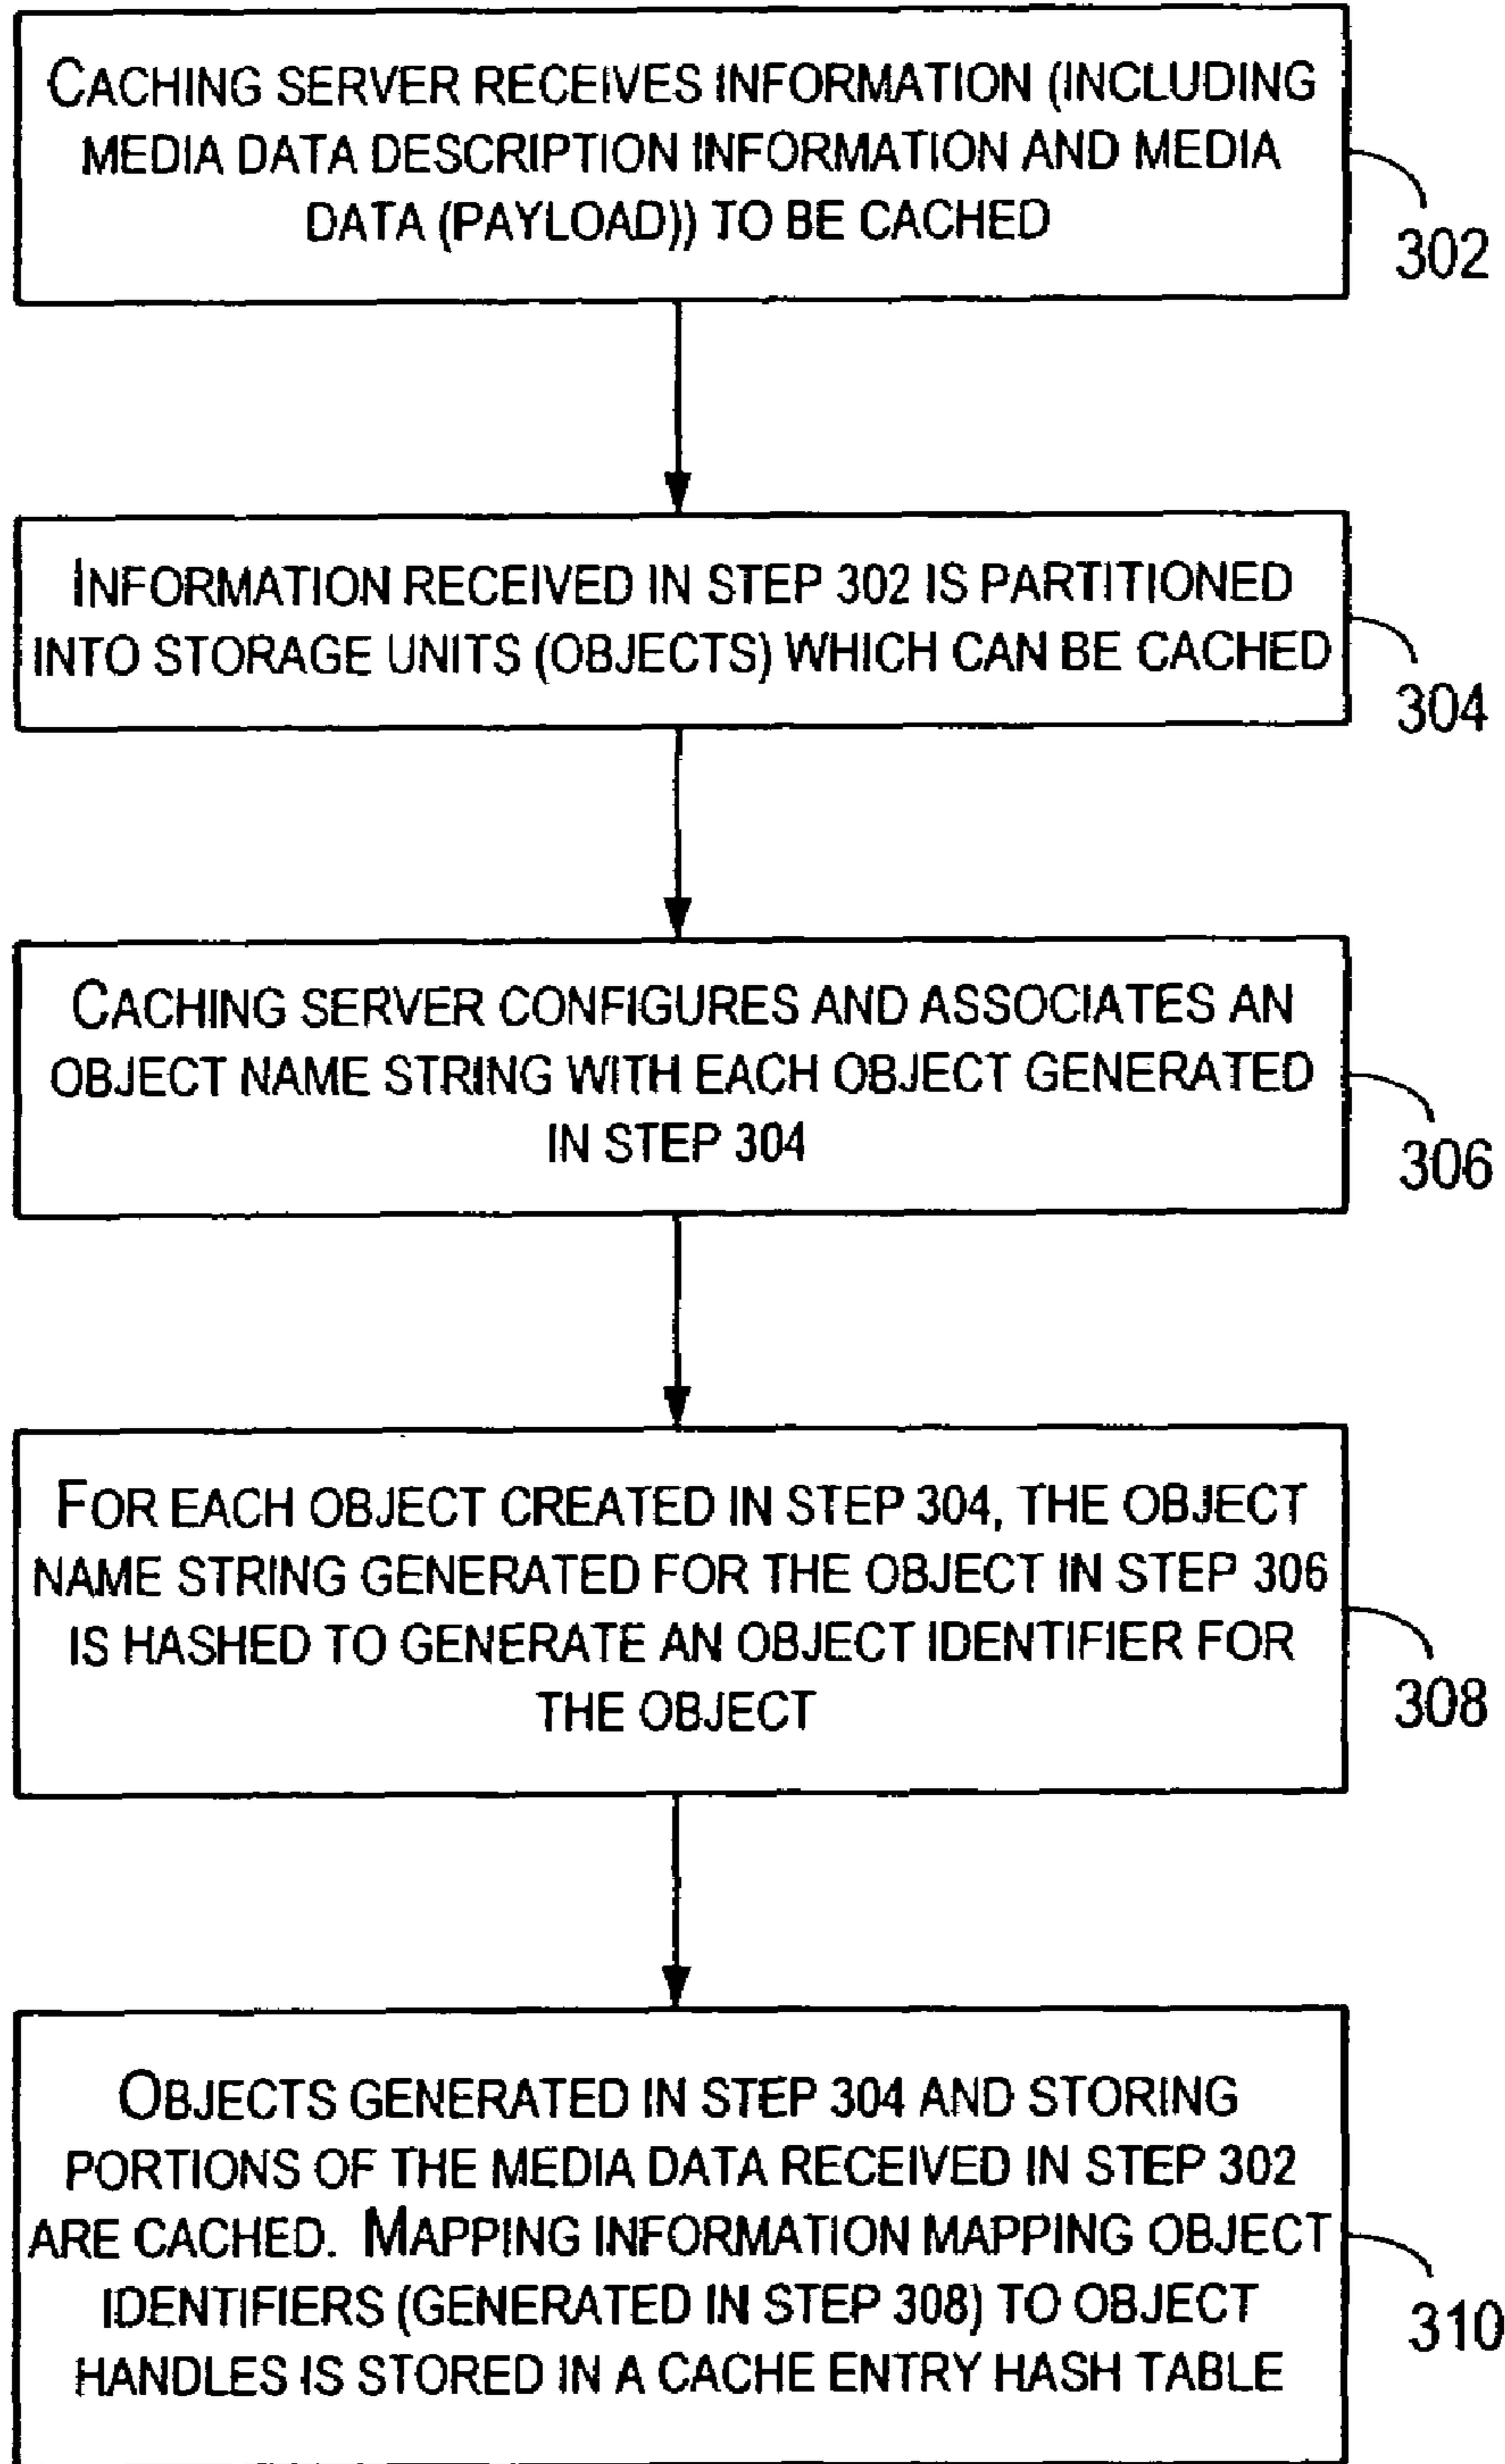 CACHING SERVER RECEIVES INFORMATION (INCLUDING
MEDIA DATA DESCRIPTION INFORMATION AND MEDIA
DATA (PAYLOAD)) TO BE CACHED
302
INFORMATION RECEIVED IN STEP 302 IS PARTITIONED
INTO STORAGE UNITS (OBJECTS) WHICH CAN BE CACHED
304
CACHING SERVER CONFIGURES AND ASSOCIATES AN
OBJECT NAME STRING WITH EACH OBJECT GENERATED
IN STEP 304
306
FOR EACH OBJECT CREATED IN STEP 304, THE OBJECT
NAME STRING GENERATED FOR THE OBJECT IN STEP 306
IS HASHED TO GENERATE AN OBJECT IDENTIFIER FOR
THE OBJECT
308
OBJECTS GENERATED IN STEP 304 AND STORING
PORTIONS OF THE MEDIA DATA RECEIVED IN STEP 302
ARE CACHED. MAPPING INFORMATION MAPPING OBJECT
IDENTIFIERS (GENERATED IN STEP 308) TO OBJECT
HANDLES IS STORED IN A CACHE ENTRY HASH TABLE
310